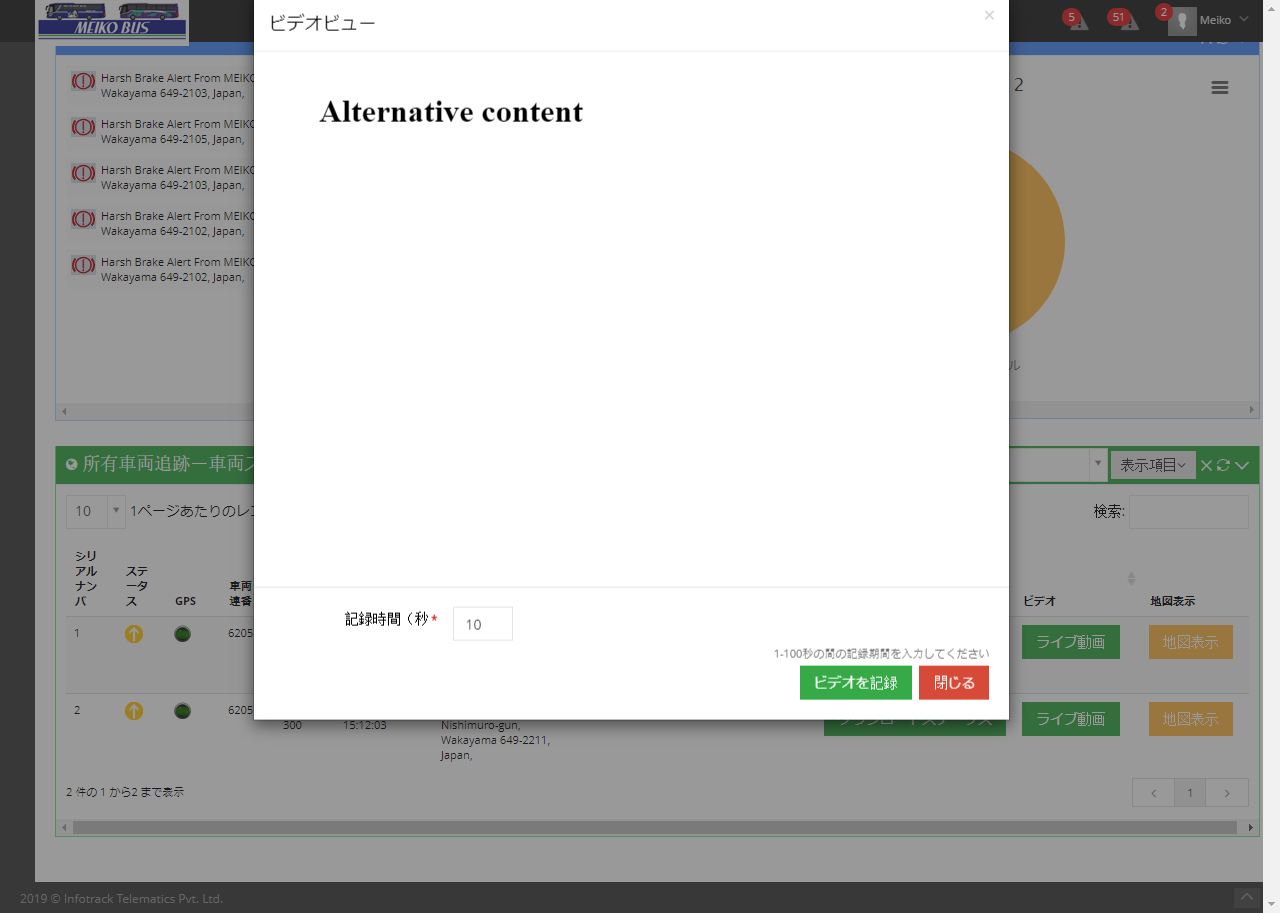 MEIKO BUS
ビデオビュー
×
5
51
2
Meiko
Harsh Brake Alert From MEIKO
Wakayama 649-2103, Japan,
Harsh Brake Alert From MEIKO
Wakayama 649-2105, Japan,
Harsh Brake Alert From MEIKO
Wakayama 649-2103, Japan,
Harsh Brake Alert From MEIKO
Wakayama 649-2102, Japan,
Harsh Brake Alert From MEIKO
Wakayama 649-2102, Japan,
Alternative content
2
ル
所有車両追跡ー車両ス
表示項目
10
1ページあたりのレコ
検索:
シリアルナンバ
ステータス
GPS
車両連番
ビデオ
地図表示
1
6205
ライブ動画
地図表示
記録時間（秒*
10
1-100秒の間の記録期間を入力してください
ビデオを記録
閉じる
2
6205
300
15:12:03
Nishimuro-gun,
Wakayama 649-2211,
Japan,
ライブ動画
地図表示
2 件の 1 から2 まで表示
1
2019 © Infotrack Telematics Pvt. Ltd.